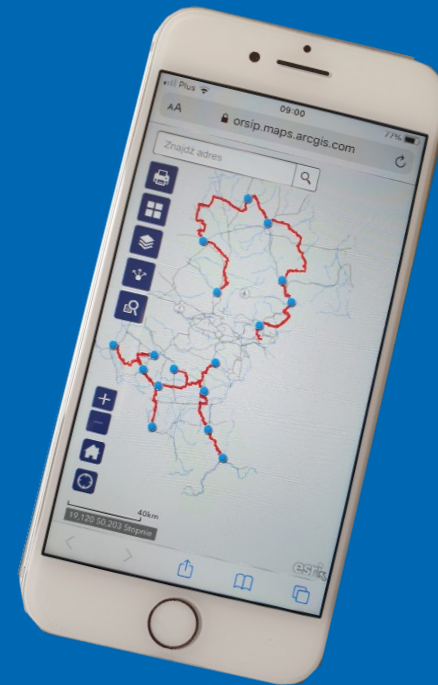 Plus
09:00
77%
AA
orsip.maps.arcgis.com
Znajdź adres
+
−
40km
19,120 50,203 Stopnie
esri